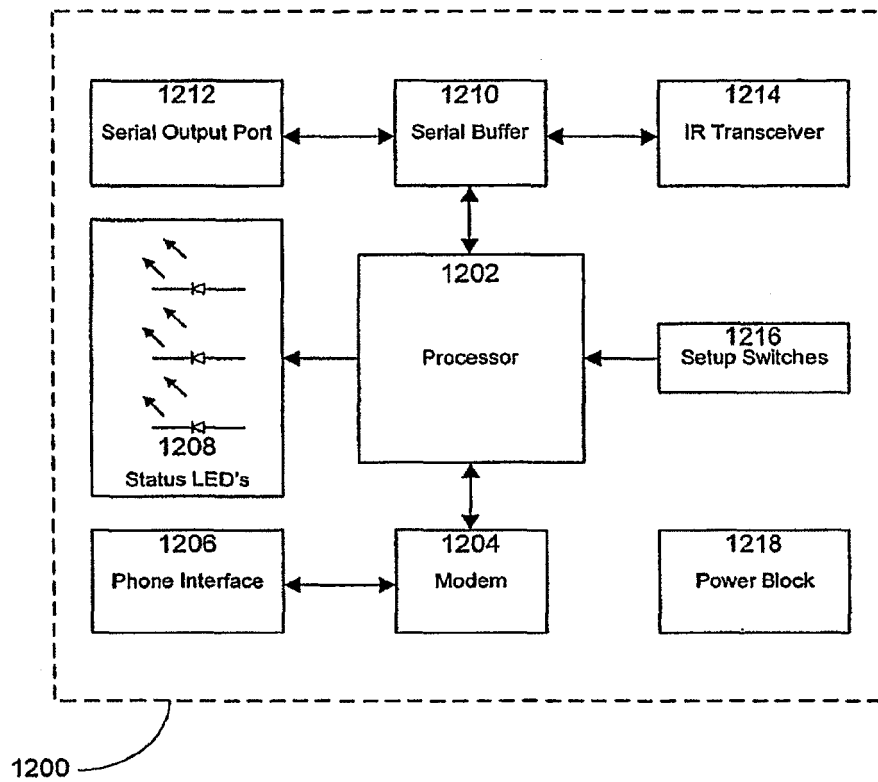 1212
Serial Output Port
1210
Serial Buffer
1214
IR Transceiver
1202
Processor
1216
Setup Switches
1208
Status LED's
1206
Phone Interface
1204
Modem
1218
Power Block
1200